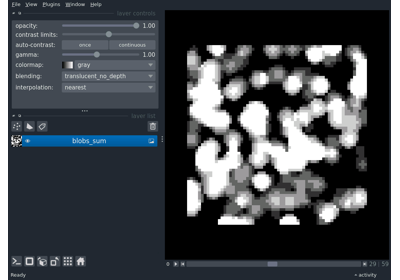 File View Plugins Window Help
layer controls
opacity: 1.00
contrast limits:
auto-contrast: once continuous
gamma: 1.00
colormap: gray
blending: translucent_no_depth
interpolation: nearest
layer list
blobs_sum
29 59
Ready
activity